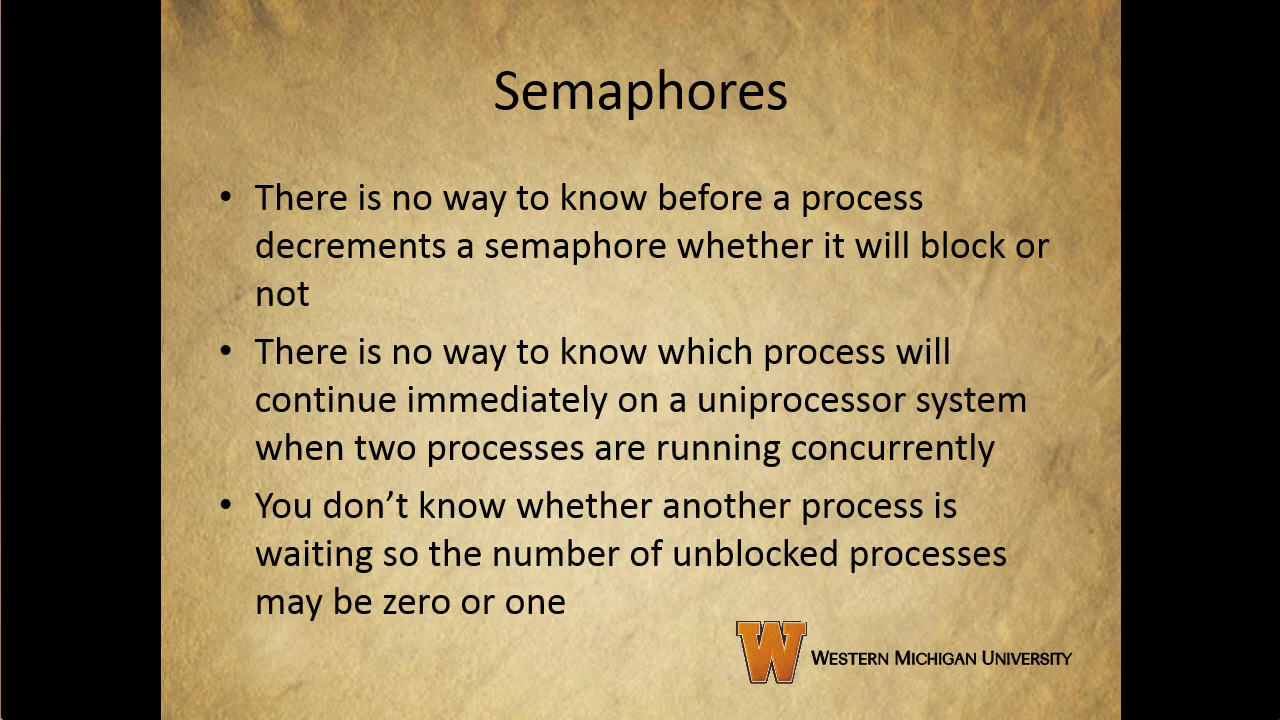 Semaphores
• There is no way to know before a process
decrements a semaphore whether it will block or
not
• There is no way to know which process will
continue immediately on a uniprocessor system
when two processes are running concurrently
• You don’t know whether another process is
waiting so the number of unblocked processes
may be zero or one
W WESTERN MICHIGAN UNIVERSITY